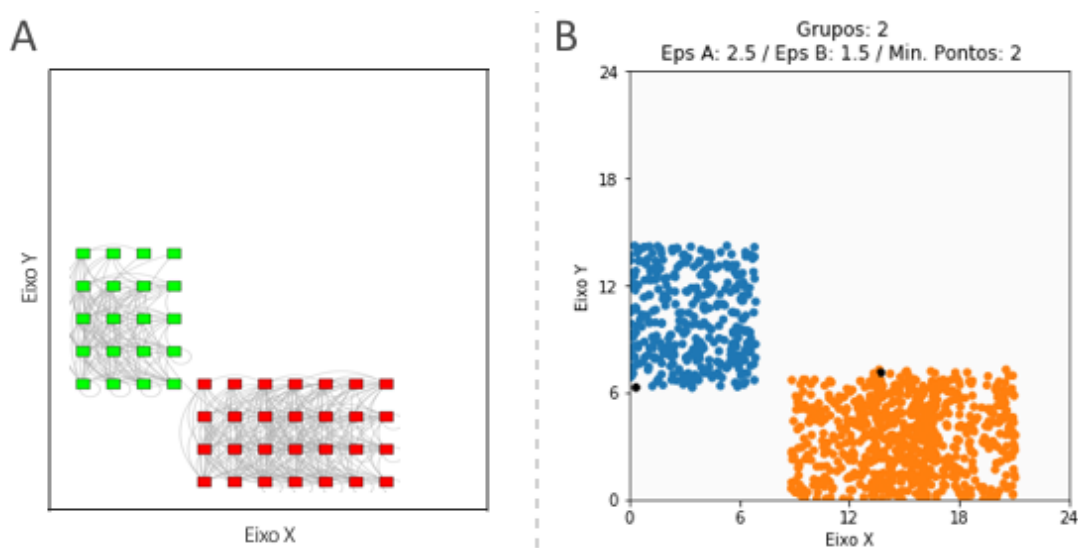 A
Eixo Y
Eixo X
B
Grupos: 2
Eps A: 2.5 / Eps B: 1.5 / Min. Pontos: 2
24
18
12
6
0
Eixo Y
0 6 12 18 24
Eixo X